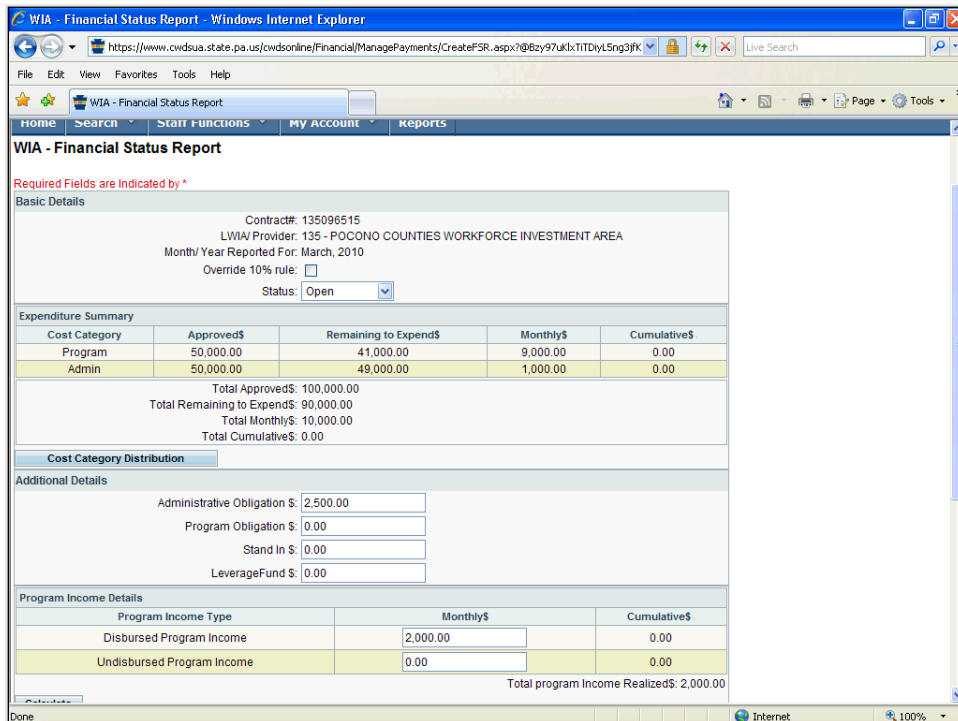 WIA - Financial Status Report - Windows Internet Explorer
https://www.cwdsua.state.pa.us/cwdsonline/Financial/ManagePayments/CreateFSR.aspx?@Bzy97uKlxTiTDiyL5ng3jfK
Live Search
File Edit View Favorites Tools Help
WIA - Financial Status Report
Page Tools
Home Search Staff Functions My Account Reports
WIA - Financial Status Report
Required Fields are Indicated by *
Basic Details
Contract#: 135096515
LWIA/ Provider: 135 - POCONO COUNTIES WORKFORCE INVESTMENT AREA
Month/ Year Reported For: March, 2010
Override 10% rule:
Status: Open
Expenditure Summary
Cost Category Approved$ Remaining to Expend$ Monthly$ Cumulative$
Program 50,000.00 41,000.00 9,000.00 0.00
Admin 50,000.00 49,000.00 1,000.00 0.00
Total Approved$: 100,000.00
Total Remaining to Expend$: 90,000.00
Total Monthly$: 10,000.00
Total Cumulative$: 0.00
Cost Category Distribution
Additional Details
Administrative Obligation $: 2,500.00
Program Obligation $: 0.00
Stand In $: 0.00
LeverageFund $: 0.00
Program Income Details
Program Income Type Monthly$ Cumulative$
Disbursed Program Income 2,000.00 0.00
Undisbursed Program Income 0.00 0.00
Total program Income Realized$: 2,000.00
Calculate
Done Internet 100%